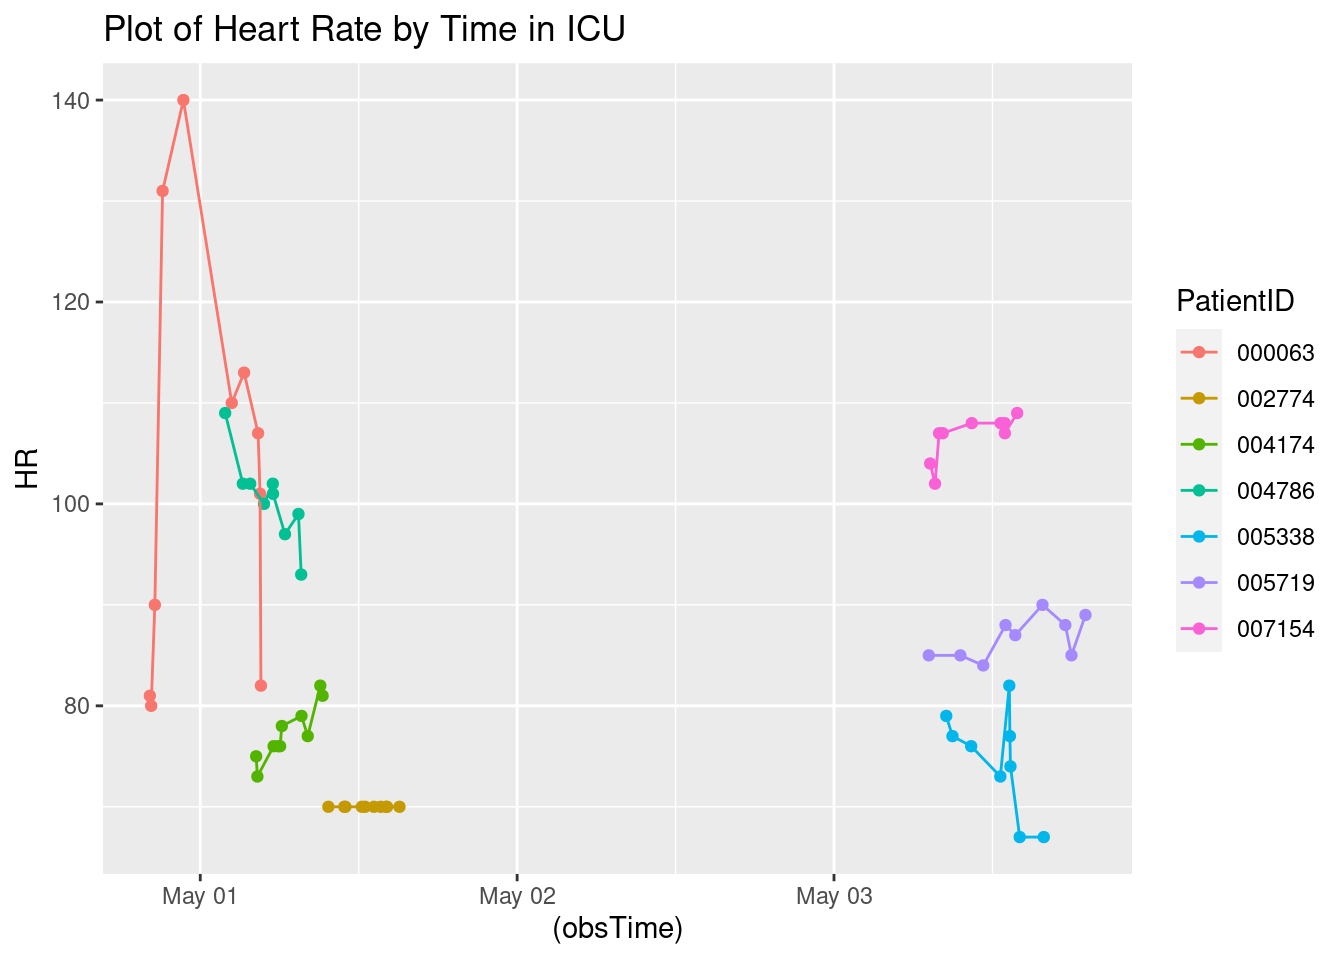 Plot of Heart Rate by Time in ICU
140
120
100
80
HR
May 01
May 02
May 03
(obsTime)
PatientID
000063
002774
004174
004786
005338
005719
007154